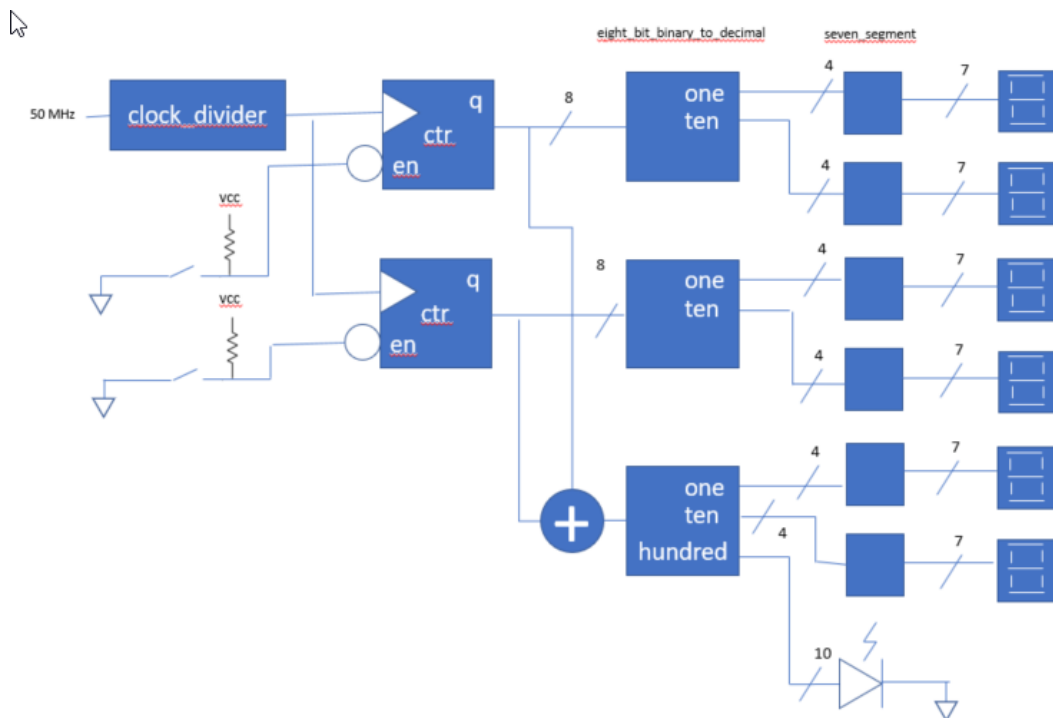 eight_bit_binary_to_decimal
seven_segment
50 MHz
clock_divider
q
ctr
en
8
one
ten
4
7
4
7
vcc
q
ctr
en
8
one
ten
4
7
4
7
vcc
one
ten
hundred
4
7
4
7
+
10